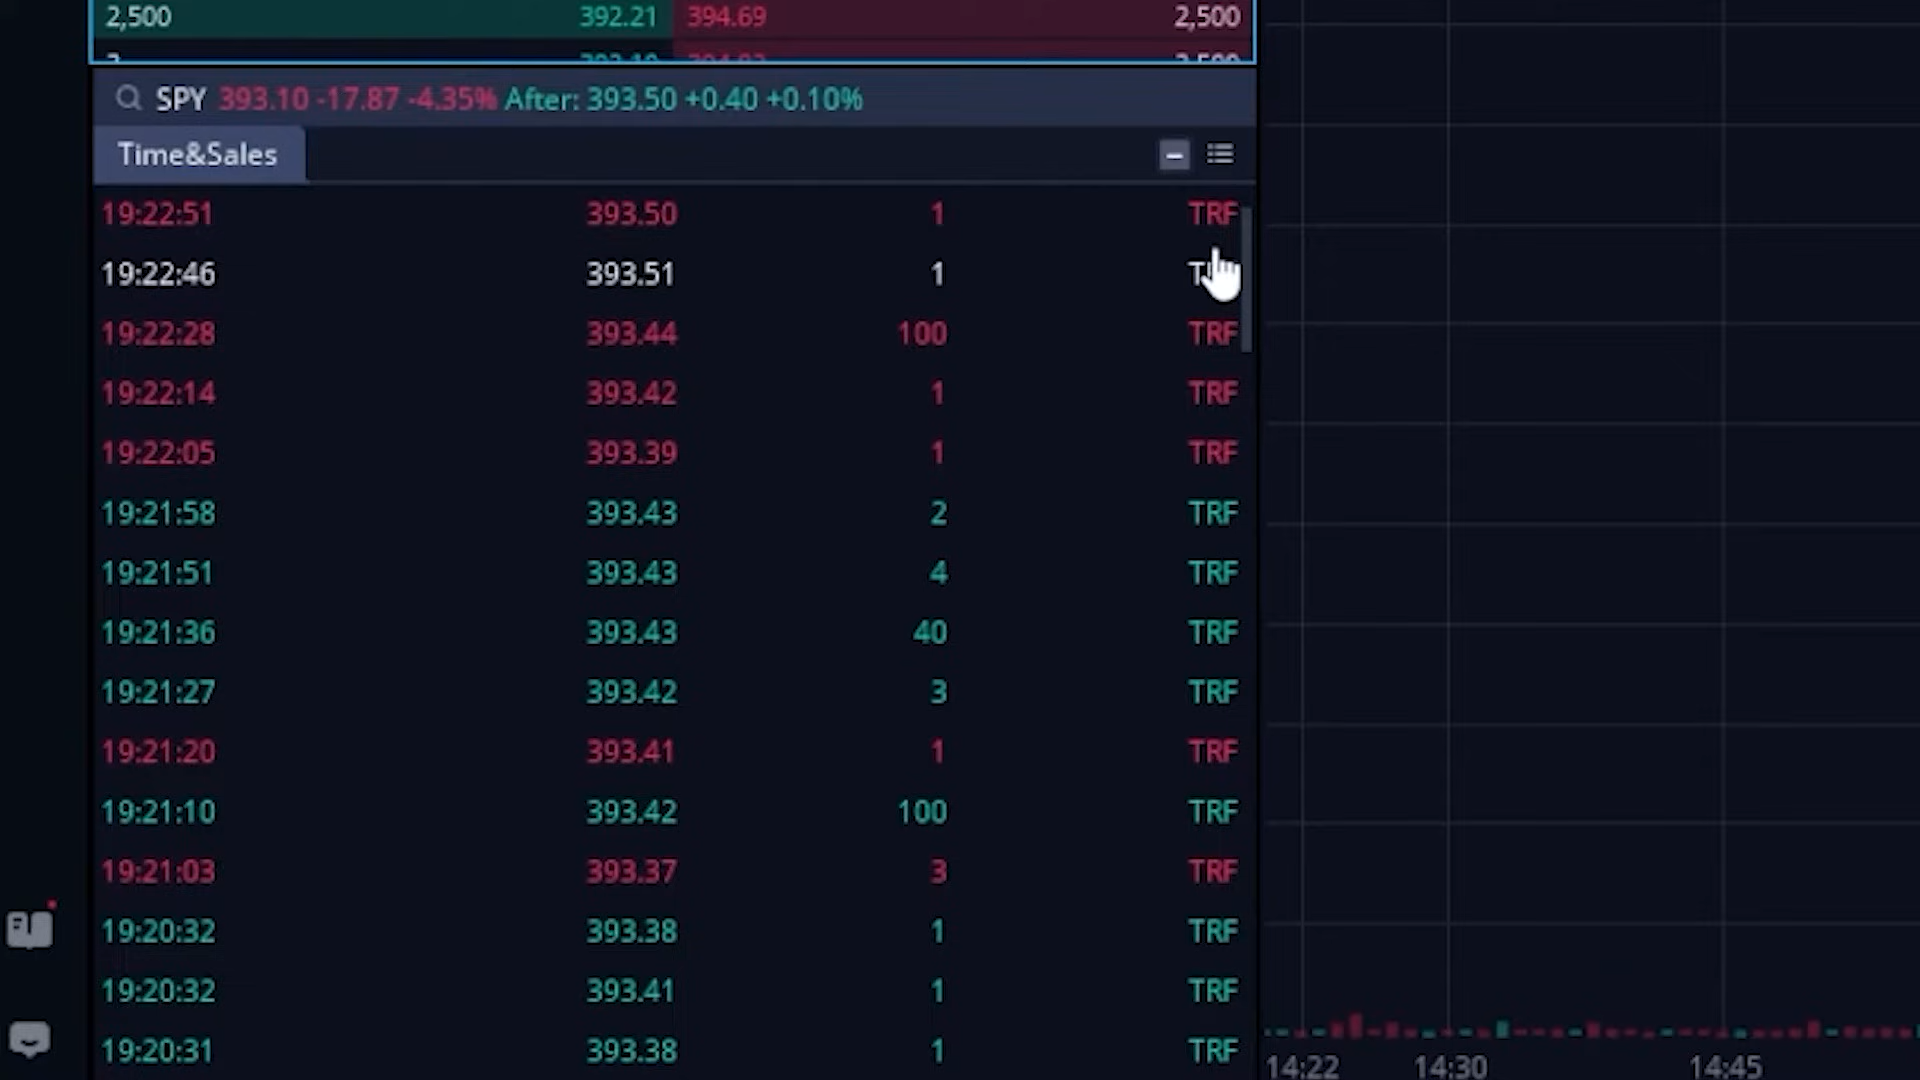 2,500 392.21 394.69 2,500
SPY 393.10 -17.87 -4.35% After: 393.50 +0.40 +0.10%
Time&Sales
19:22:51 393.50 1 TRF
19:22:46 393.51 1
19:22:28 393.44 100 TRF
19:22:14 393.42 1 TRF
19:22:05 393.39 1 TRF
19:21:58 393.43 2 TRF
19:21:51 393.43 4 TRF
19:21:36 393.43 40 TRF
19:21:27 393.42 3 TRF
19:21:20 393.41 1 TRF
19:21:10 393.42 100 TRF
19:21:03 393.37 3 TRF
19:20:32 393.38 1 TRF
19:20:32 393.41 1 TRF
19:20:31 393.38 1 TRF
14:22 14:30 14:45